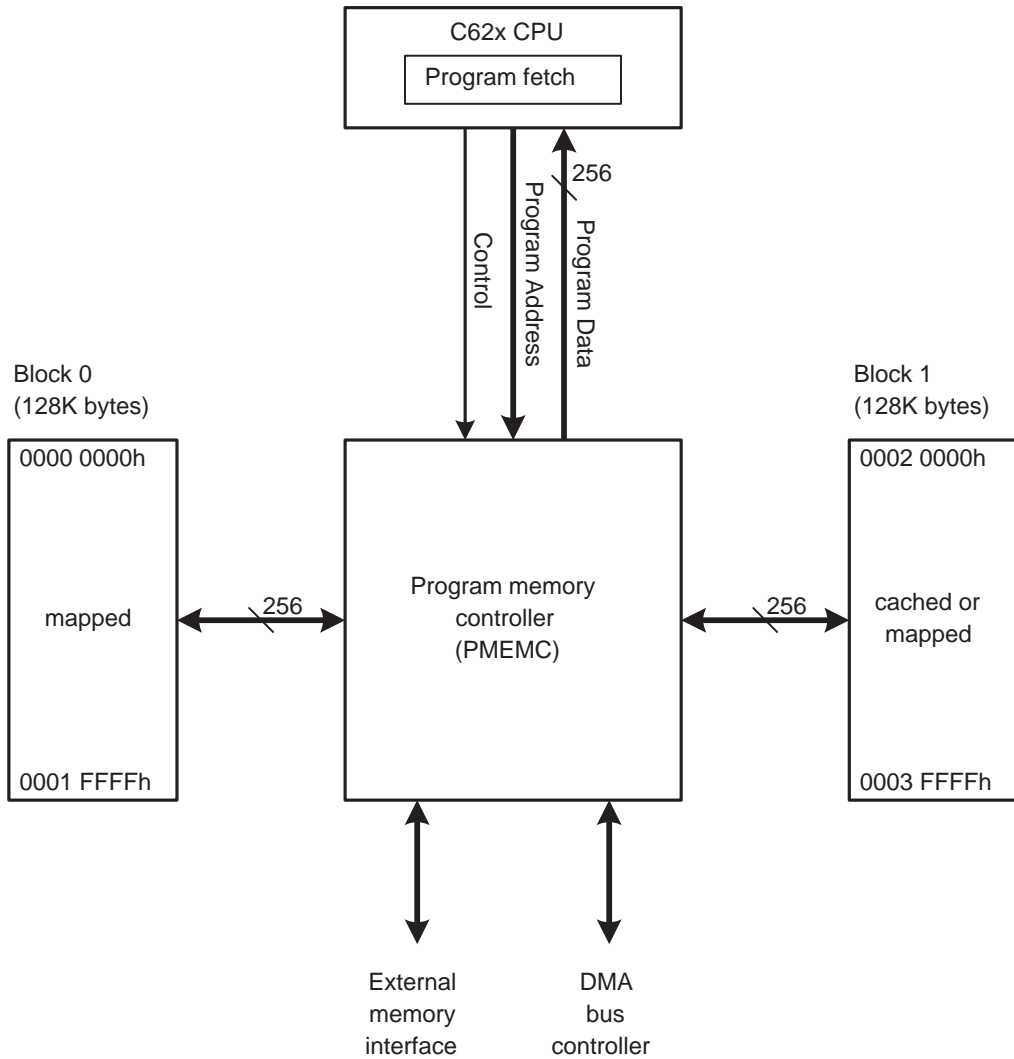 C62x CPU
Program fetch
256
Control
Program Address
Program Data
Block 0
(128K bytes)
Block 1
(128K bytes)
0000 0000h
0002 0000h
mapped
256
Program memory
controller
(PMEMC)
256
cached or
mapped
0001 FFFFh
0003 FFFFh
External
memory
interface
DMA
bus
controller